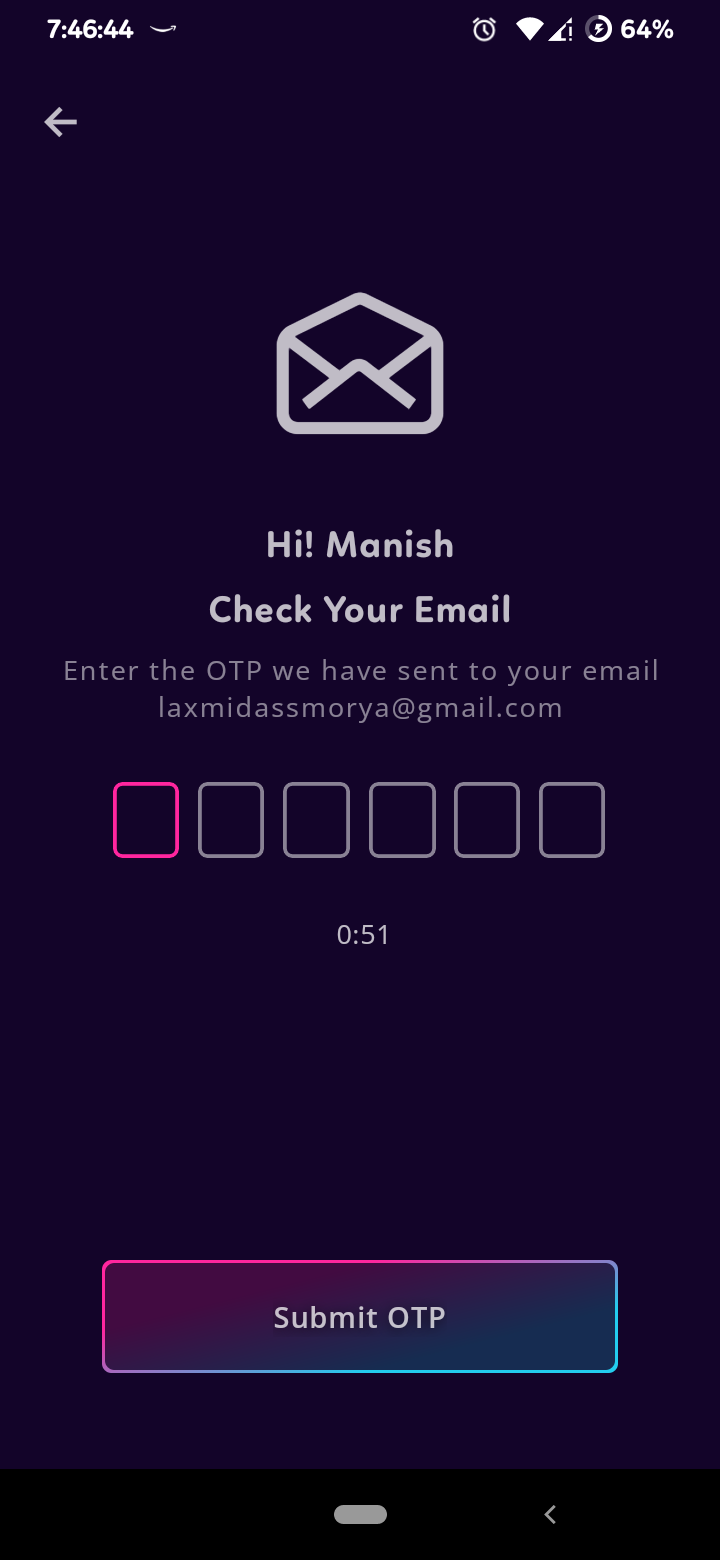 7:46:44
64%
Hi! Manish
Check Your Email
Enter the OTP we have sent to your email
laxmidassmorya@gmail.com
0:51
Submit OTP